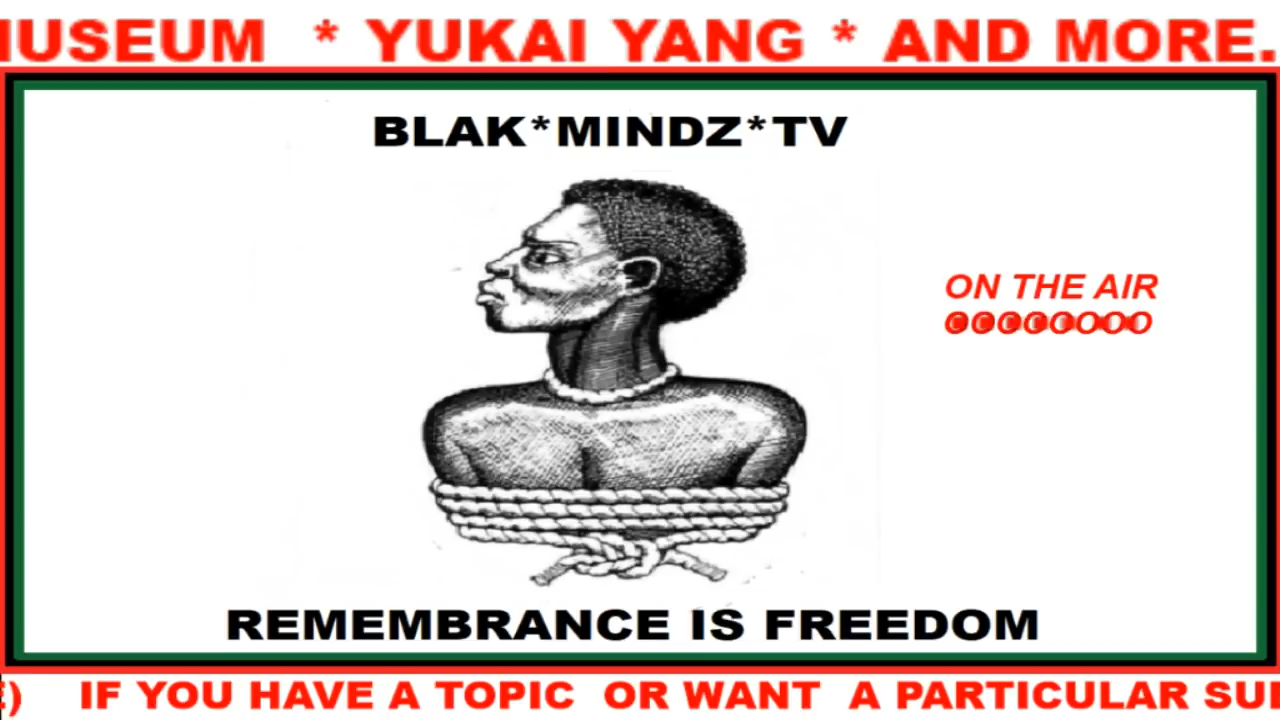 MUSEUM * YUKAI YANG * AND MORE.
BLAK*MINDZ*TV
ON THE AIR
REMEMBRANCE IS FREEDOM
IF YOU HAVE A TOPIC OR WANT A PARTICULAR